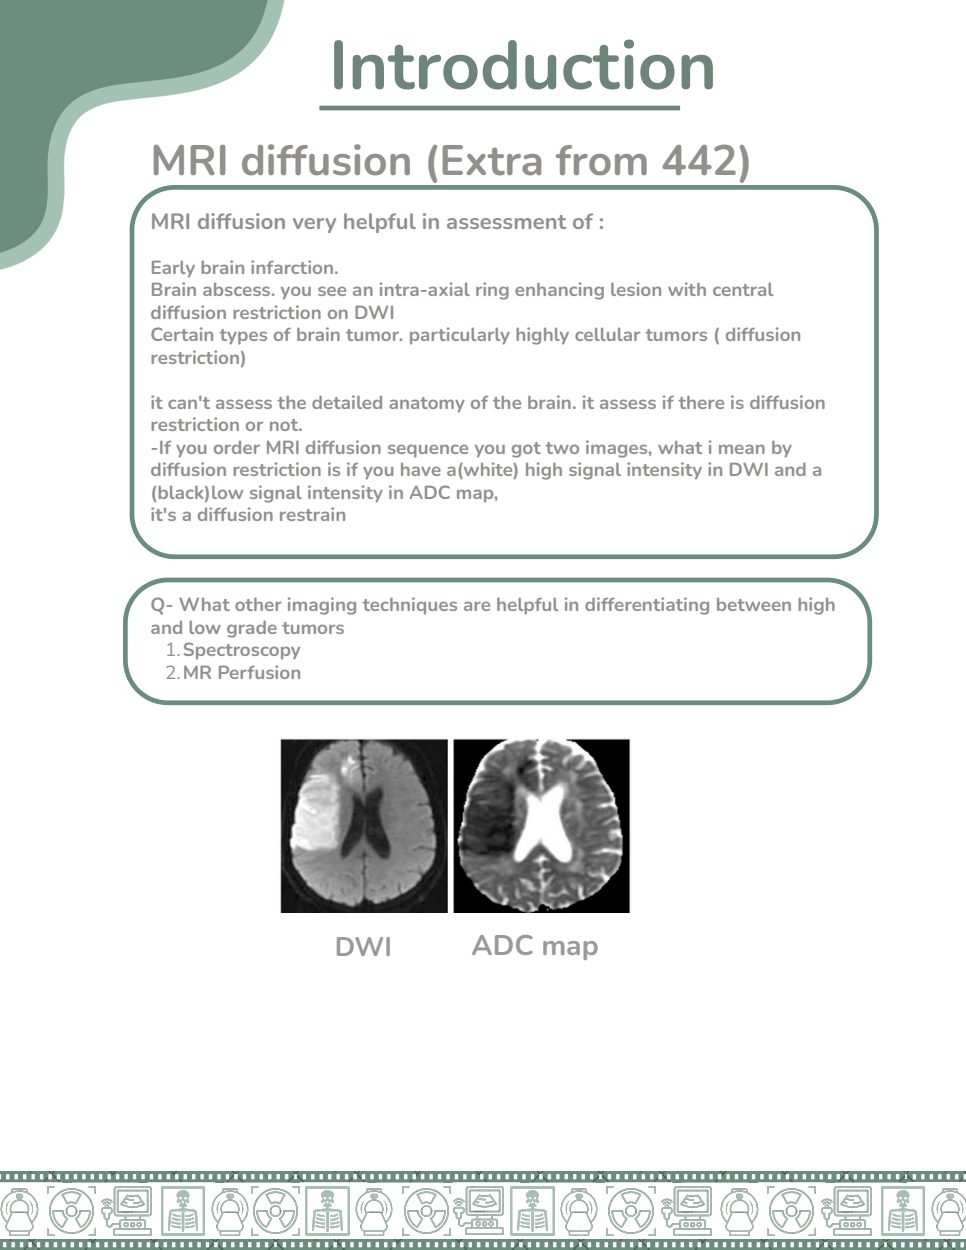 Introduction
MRI diffusion (Extra from 442)
MRI diffusion very helpful in assessment of :
Early brain infarction.
Brain abscess. you see an intra-axial ring enhancing lesion with central
diffusion restriction on DWI
Certain types of brain tumor. particularly highly cellular tumors ( diffusion
restriction)
it can't assess the detailed anatomy of the brain. it assess if there is diffusion
restriction or not.
-If you order MRI diffusion sequence you got two images, what i mean by
diffusion restriction is if you have a(white) high signal intensity in DWI and a
(black)low signal intensity in ADC map,
it's a diffusion restrain
Q- What other imaging techniques are helpful in differentiating between high
and low grade tumors
1. Spectroscopy
2. MR Perfusion
DWI
ADC map